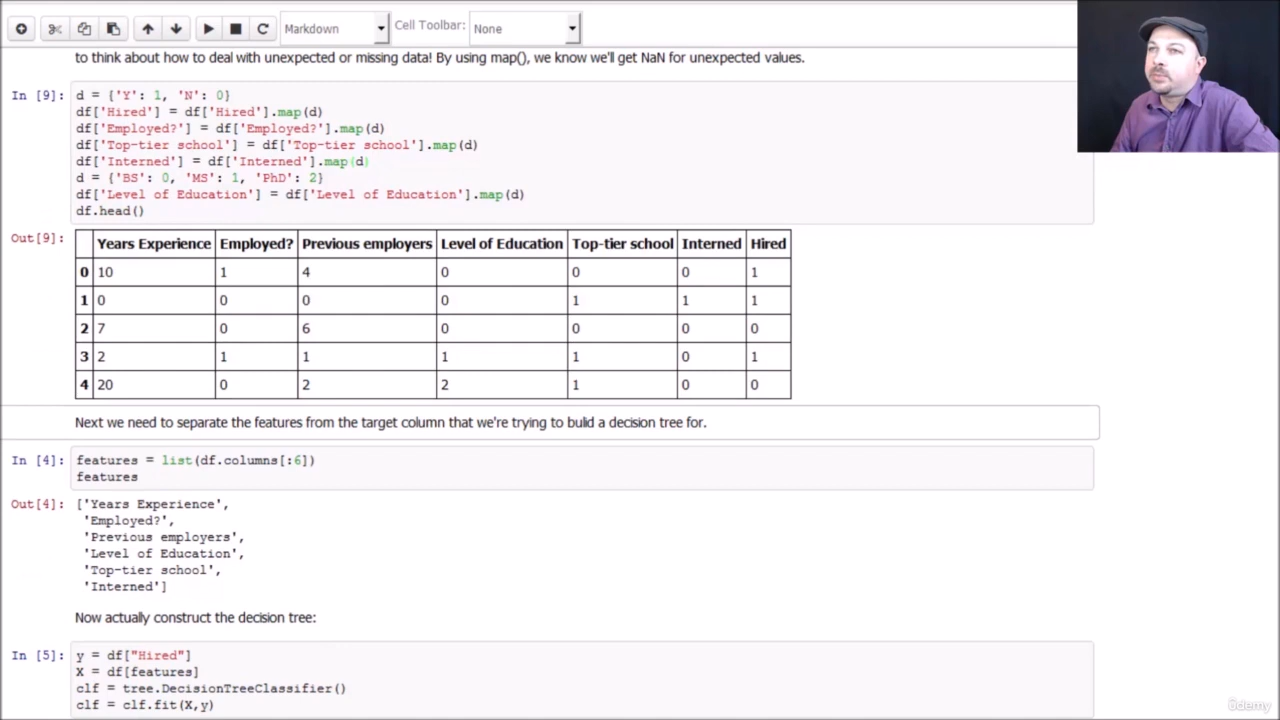 Markdown Cell Toolbar: None
to think about how to deal with unexpected or missing data! By using map(), we know we'll get NaN for unexpected values.
In [9]: d = {'Y': 1, 'N': 0}
df['Hired'] = df['Hired'].map(d)
df['Employed?'] = df['Employed?'].map(d)
df['Top-tier school'] = df['Top-tier school'].map(d)
df['Interned'] = df['Interned'].map(d)
d = {'BS': 0, 'MS': 1, 'PhD': 2}
df['Level of Education'] = df['Level of Education'].map(d)
df.head()
Out[9]: Years Experience Employed? Previous employers Level of Education Top-tier school Interned Hired
0 10 1 4 0 0 0 1
1 0 0 0 0 1 1 1
2 7 0 6 0 0 0 0
3 2 1 1 1 1 0 1
4 20 0 2 2 1 0 0
Next we need to separate the features from the target column that we're trying to bulid a decision tree for.
In [4]: features = list(df.columns[:6])
features
Out[4]: ['Years Experience',
'Employed?',
'Previous employers',
'Level of Education',
'Top-tier school',
'Interned']
Now actually construct the decision tree:
In [5]: y = df["Hired"]
X = df[features]
clf = tree.DecisionTreeClassifier()
clf = clf.fit(X,y)
ûdemy